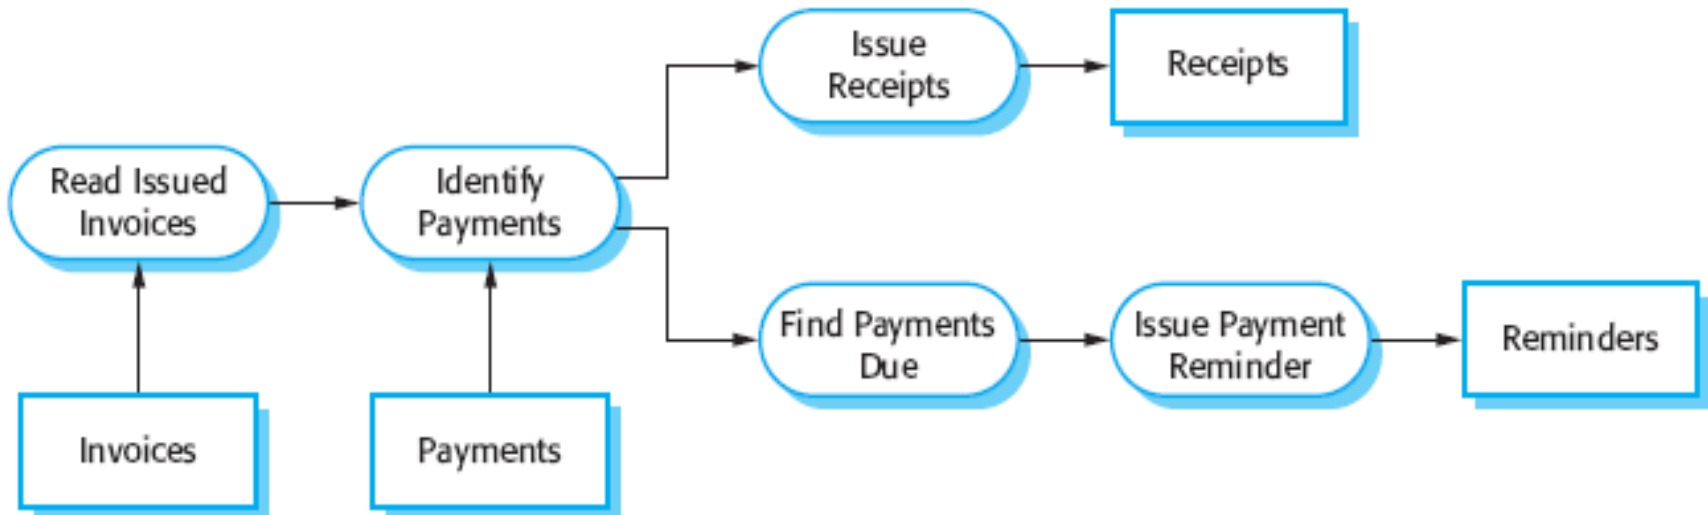 Issue
Receipts
Receipts
Read Issued
Invoices
Identify
Payments
Find Payments
Due
Issue Payment
Reminder
Reminders
Invoices
Payments